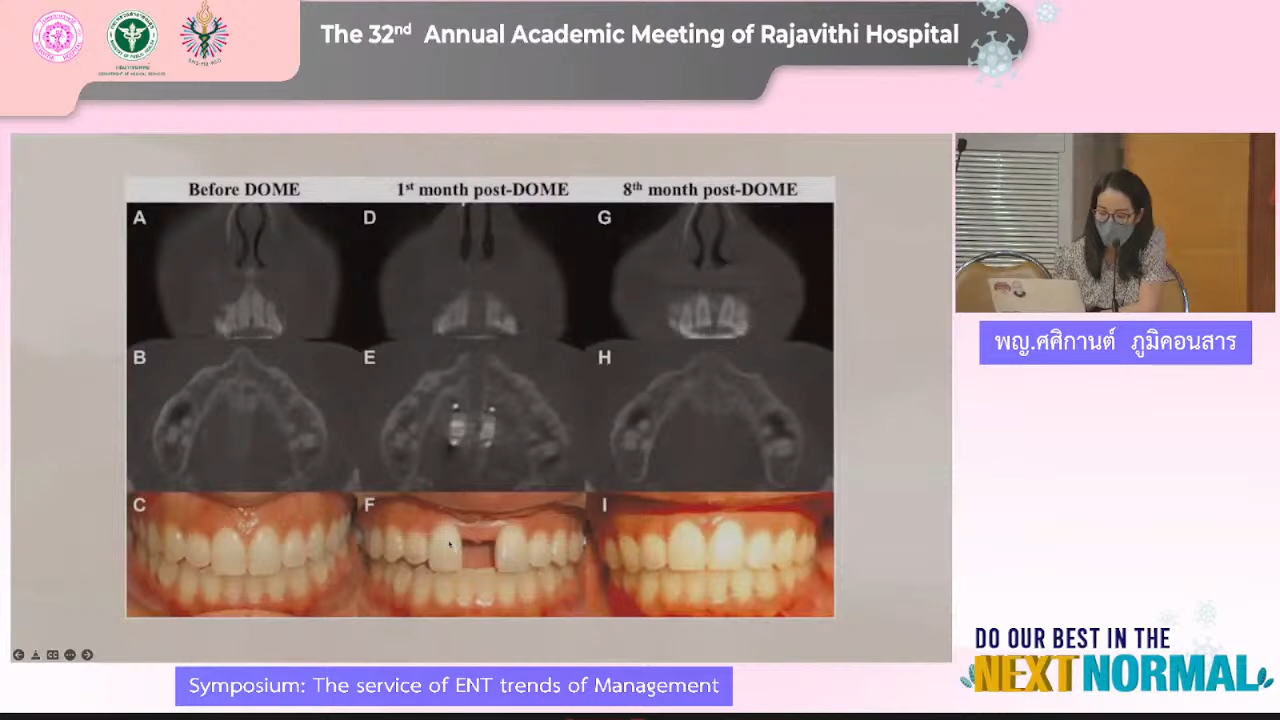 The 32nd Annual Academic Meeting of Rajavithi Hospital
Before DOME
1st month post-DOME
8th month post-DOME
A
D
G
B
E
H
C
F
I
พญ.ศศิกานต์ ภูมิคอนสาร
DO OUR BEST IN THE
NEXT NORMAL
Symposium: The service of ENT trends of Management